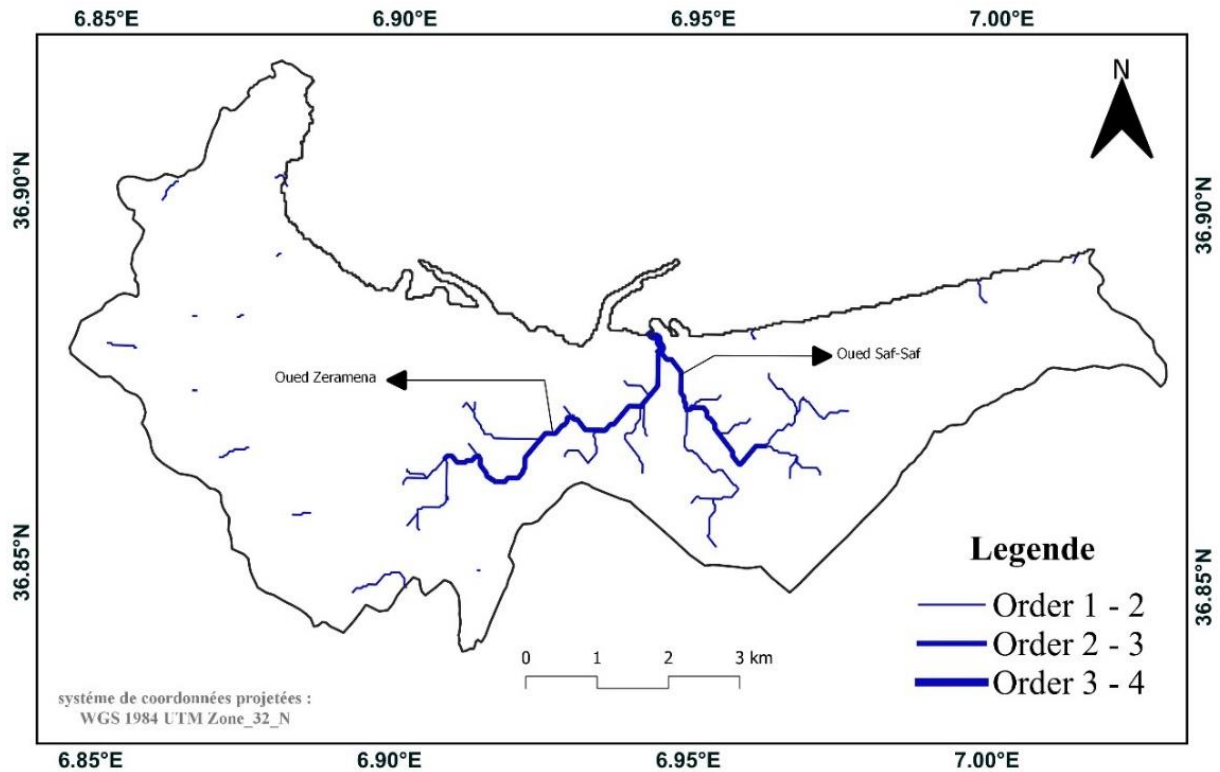 6.85°E 6.90°E 6.95°E 7.00°E
N
36.90°N
36.90°N
Oued Saf-Saf
Oued Zeramena
36.85°N
36.85°N
Legende
Order 1 - 2
Order 2 - 3
Order 3 - 4
0 1 2 3 km
systéme de coordonnées projetées :
WGS 1984 UTM Zone_32_N
6.85°E 6.90°E 6.95°E 7.00°E